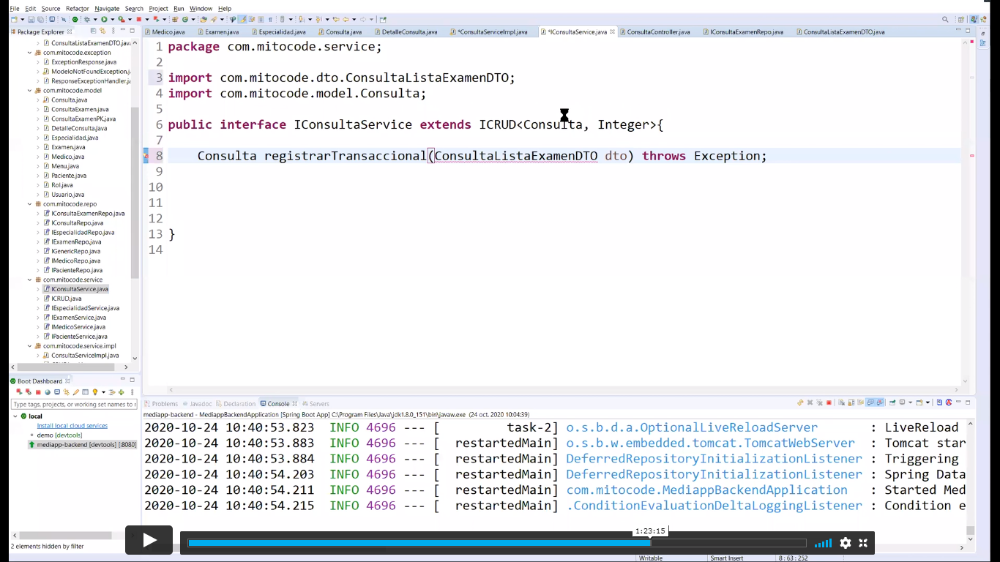 File Edit Source Refactor Navigate Search Project Run Window Help
Package Explorer
ConsultaListaExamenDTO.java
com.mitocode.exception
ExceptionResponse.java
ModeloNotFoundException.ja
ResponseExceptionHandler.ja
com.mitocode.model
Consulta.java
ConsultaExamen.java
ConsultaExamenPK.java
DetalleConsulta.java
Especialidad.java
Examen.java
Medico.java
Menu.java
Paciente.java
Rol.java
Usuario.java
com.mitocode.repo
IConsultaExamenRepo.java
IConsultaRepo.java
IEspecialidadRepo.java
IExamenRepo.java
IGenericRepo.java
IMedicoRepo.java
IPacienteRepo.java
com.mitocode.service
IConsultaService.java
ICRUD.java
IEspecialidadService.java
IExamenService.java
IMedicoService.java
IPacienteService.java
com.mitocode.service.impl
ConsultaServiceImpl.java
Medico.java Examen.java Especialidad.java Consulta.java DetalleConsulta.java *ConsultaServiceImpl.java *IConsultaService.java ConsultaController.java IConsultaExamenRepo.java ConsultaListaExamenDTO.java
1 package com.mitocode.service;
2
3 import com.mitocode.dto.ConsultaListaExamenDTO;
4 import com.mitocode.model.Consulta;
5
6 public interface IConsultaService extends ICRUD<Consulta, Integer>{
7
8 Consulta registrarTransaccional(ConsultaListaExamenDTO dto) throws Exception;
9
10
11
12
13 }
14
Boot Dashboard
Type tags, projects, or working set names to r
local
Install local cloud services
demo [devtools]
mediapp-backend [devtools] [:8080]
2 elements hidden by filter
Problems Javadoc Declaration Console Servers
mediapp-backend - MediappBackendApplication [Spring Boot App] C:\Program Files\Java\jdk1.8.0_151\bin\javaw.exe (24 oct. 2020 10:04:39)
2020-10-24 10:40:53.823 INFO 4696 --- [ task-2] o.s.b.d.a.OptionalLiveReloadServer : LiveReload
2020-10-24 10:40:53.883 INFO 4696 --- [ restartedMain] o.s.b.w.embedded.tomcat.TomcatWebServer : Tomcat star
2020-10-24 10:40:53.884 INFO 4696 --- [ restartedMain] DeferredRepositoryInitializationListener : Triggering
2020-10-24 10:40:54.203 INFO 4696 --- [ restartedMain] DeferredRepositoryInitializationListener : Spring Data
2020-10-24 10:40:54.211 INFO 4696 --- [ restartedMain] com.mitocode.MediappBackendApplication : Started Med
2020-10-24 10:40:54.215 INFO 4696 --- [ restartedMain] .ConditionEvaluationDeltaLoggingListener : Condition e
1:23:15
Writable Smart Insert 8 : 63 : 252